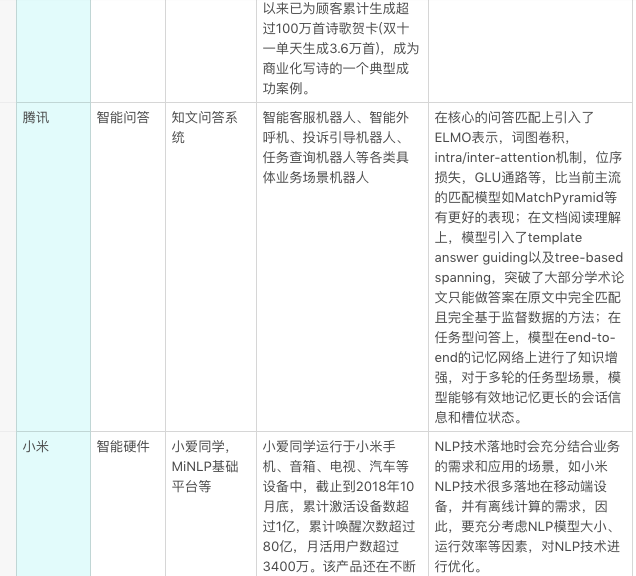 以来已为顾客累计生成超
过100万首诗歌贺卡(双十
一单天生成3.6万首)，成为
商业化写诗的一个典型成
功案例。
腾讯
智能问答
知文问答系
统
智能客服机器人、智能外
呼机、投诉引导机器人、
任务查询机器人等各类具
体业务场景机器人
在核心的问答匹配上引入了
ELMO表示，词图卷积，
intra/inter-attention机制，位序
损失，GLU通路等，比当前主流
的匹配模型如MatchPyramid等
有更好的表现；在文档阅读理解
上，模型引入了template
answer guiding以及tree-based
spanning，突破了大部分学术论
文只能做答案在原文中完全匹配
且完全基于监督数据的方法；在
任务型问答上，模型在end-to-
end的记忆网络上进行了知识增
强，对于多轮的任务型场景，模
型能够有效地记忆更长的会话信
息和槽位状态。
小米
智能硬件
小爱同学，
MiNLP基础
平台等
小爱同学运行于小米手
机、音箱、电视、汽车等
设备中，截止到2018年10
月底，累计激活设备数超
过1亿，累计唤醒次数超过
80亿，月活用户数超过
3400万。该产品还在不断
NLP技术落地时会充分结合业务
的需求和应用的场景，如小米
NLP技术很多落地在移动端设
备，并有离线计算的需求，因
此，要充分考虑NLP模型大小、
运行效率等因素，对NLP技术进
行优化。